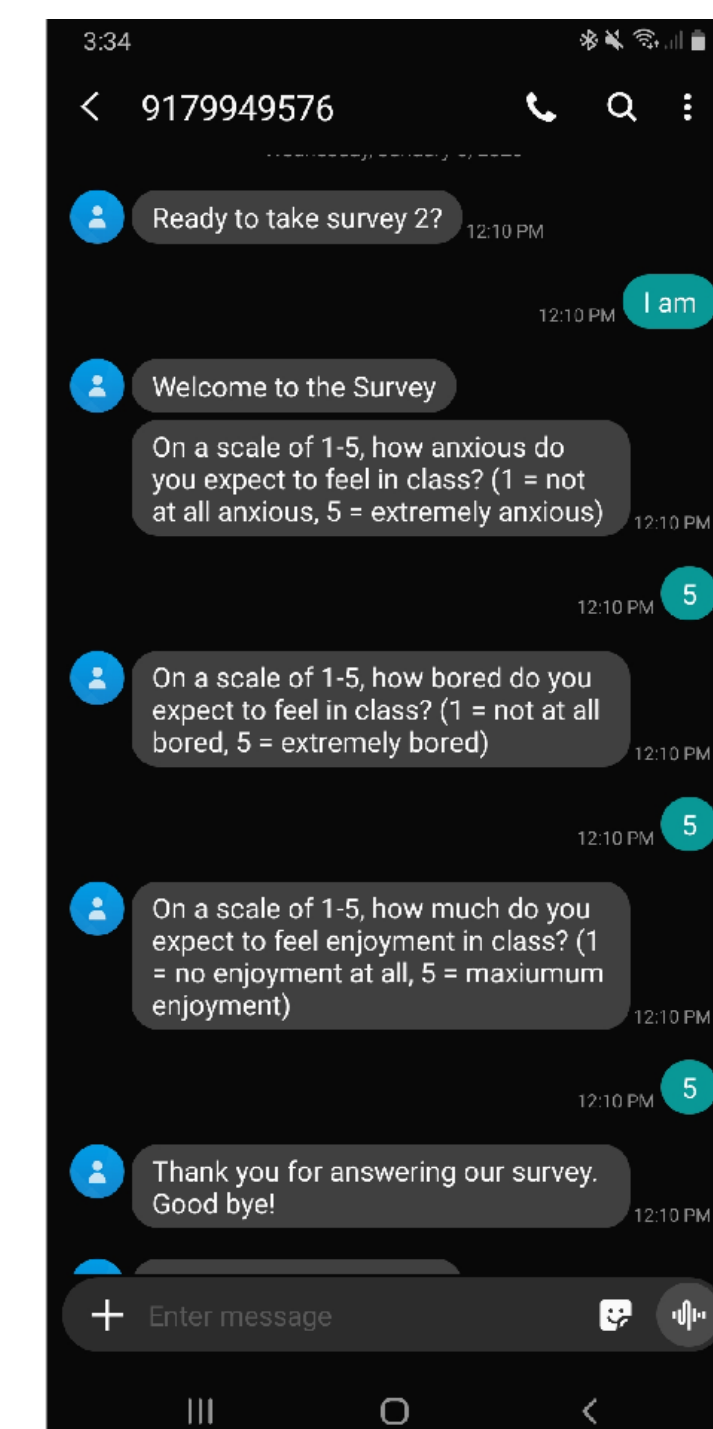 3:34
9179949576
Ready to take survey 2?
12:10 PM
I am
12:10 PM
Welcome to the Survey
On a scale of 1-5, how anxious do
you expect to feel in class? (1 = not
at all anxious, 5 = extremely anxious)
12:10 PM
5
12:10 PM
On a scale of 1-5, how bored do you
expect to feel in class? (1 = not at all
bored, 5 = extremely bored)
12:10 PM
5
12:10 PM
On a scale of 1-5, how much do you
expect to feel enjoyment in class? (1
= no enjoyment at all, 5 = maxiumum
enjoyment)
12:10 PM
5
12:10 PM
Thank you for answering our survey.
Good bye!
12:10 PM
Enter message